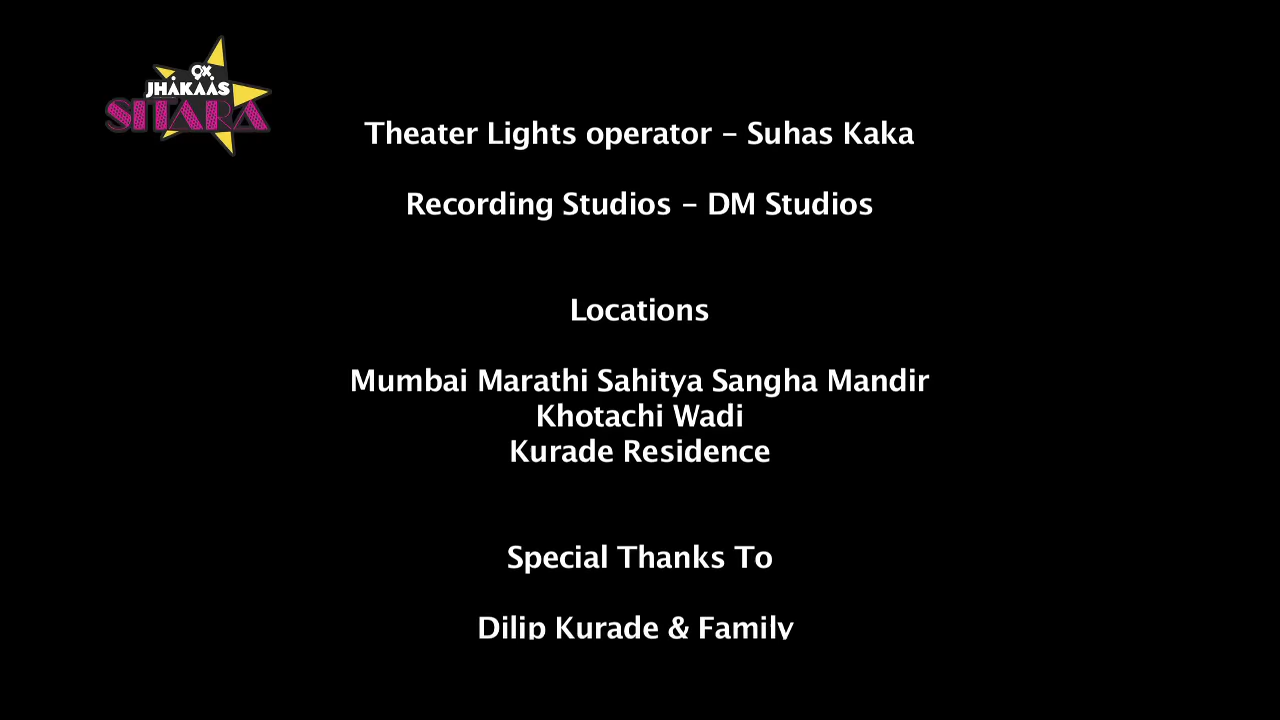 9X
JHAKAAS
SITARA
Theater Lights operator – Suhas Kaka
Recording Studios – DM Studios
Locations
Mumbai Marathi Sahitya Sangha Mandir
Khotachi Wadi
Kurade Residence
Special Thanks To
Dilip Kurade & Family